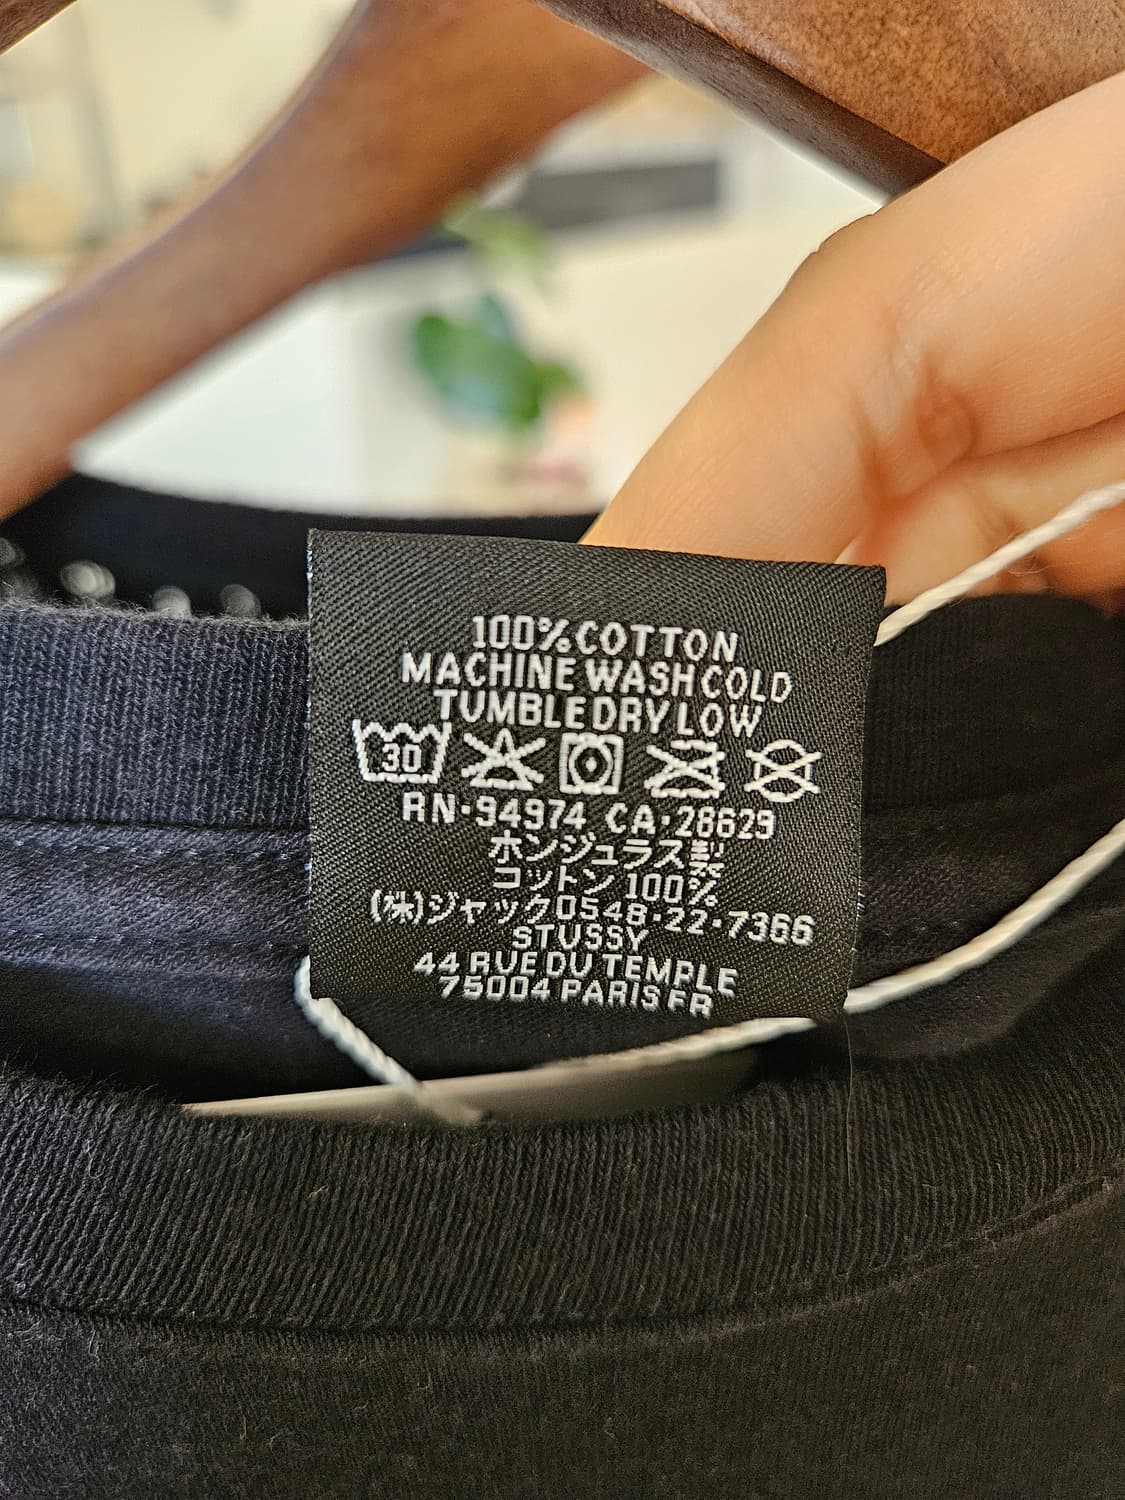 100% COTTON
MACHINE WASH COLD
TUMBLE DRY LOW
30
RN・94974 CA・28629
ホンジュラス製
コットン 100%
(株)ジャック0548・22・7366
STUSSY
44 RUE DU TEMPLE
75004 PARIS FR